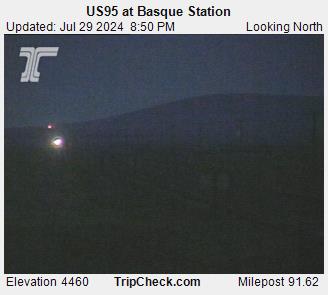 US95 at Basque Station
Updated: Jul 29 2024  8:50 PM Looking North
Elevation 4460 TripCheck.com Milepost 91.62